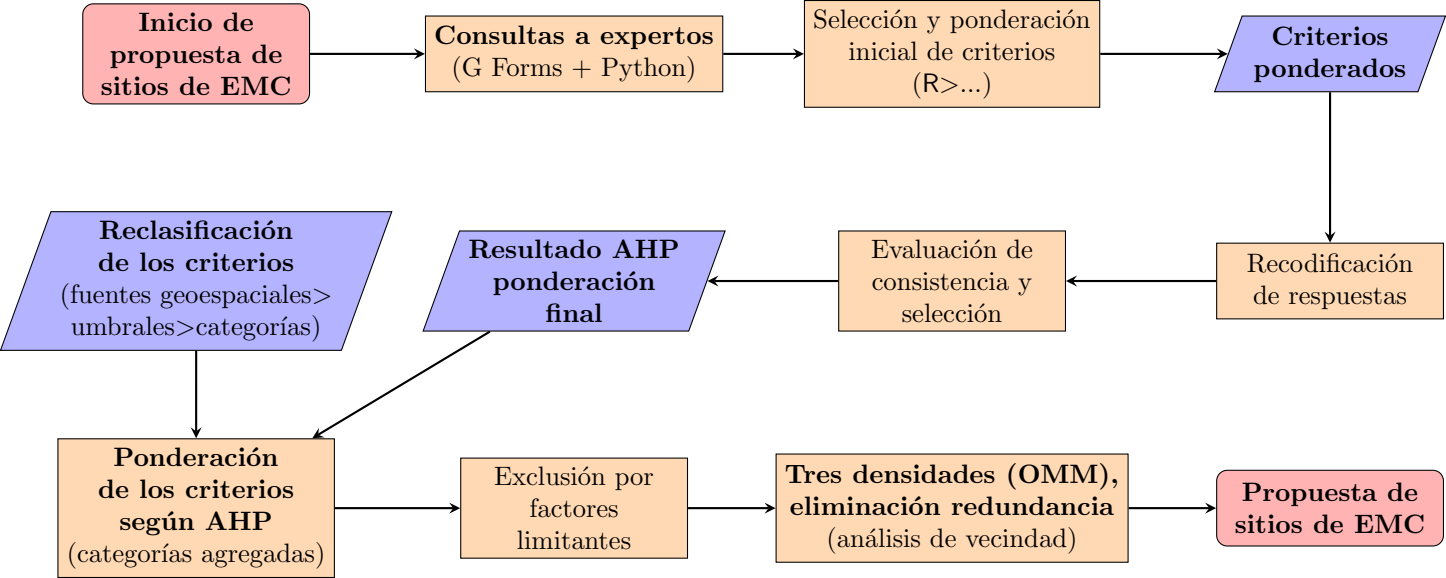 Inicio de
propuesta de
sitios de EMC
Consultas a expertos
(G Forms + Python)
Selección y ponderación
inicial de criterios
(R>...)
Criterios
ponderados
Reclasificación
de los criterios
(fuentes geoespaciales>
umbrales>categorías)
Resultado AHP
ponderación
final
Evaluación de
consistencia y
selección
Recodificación
de respuestas
Ponderación
de los criterios
según AHP
(categorías agregadas)
Exclusión por
factores
limitantes
Tres densidades (OMM),
eliminación redundancia
(análisis de vecindad)
Propuesta de
sitios de EMC